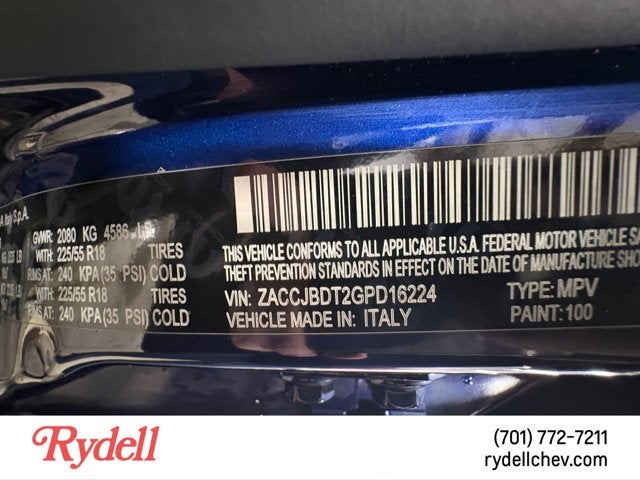 A Italy S.p.A.
GVWR: 2080 KG 4586 LB
WITH: 225/55 R18 TIRES
RIMS AT: 240 KPA (35 PSI) COLD
WITH: 225/55 R18 TIRES
RIMS AT: 240 KPA (35 PSI) COLD
THIS VEHICLE CONFORMS TO ALL APPLICABLE U.S.A. FEDERAL MOTOR VEHICLE SA
THEFT PREVENTION STANDARDS IN EFFECT ON THE DATE OF MANUFACTURE SHOWN
VIN: ZACCJBDT2GPD16224 TYPE: MPV
VEHICLE MADE IN: ITALY PAINT: 100
Rydell
(701) 772-7211
rydellchev.com